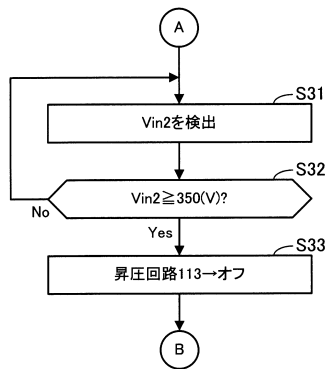 A
S31
Vin2を検出
S32
Vin2≧350(V)?
No
Yes
S33
昇圧回路113→オフ
B